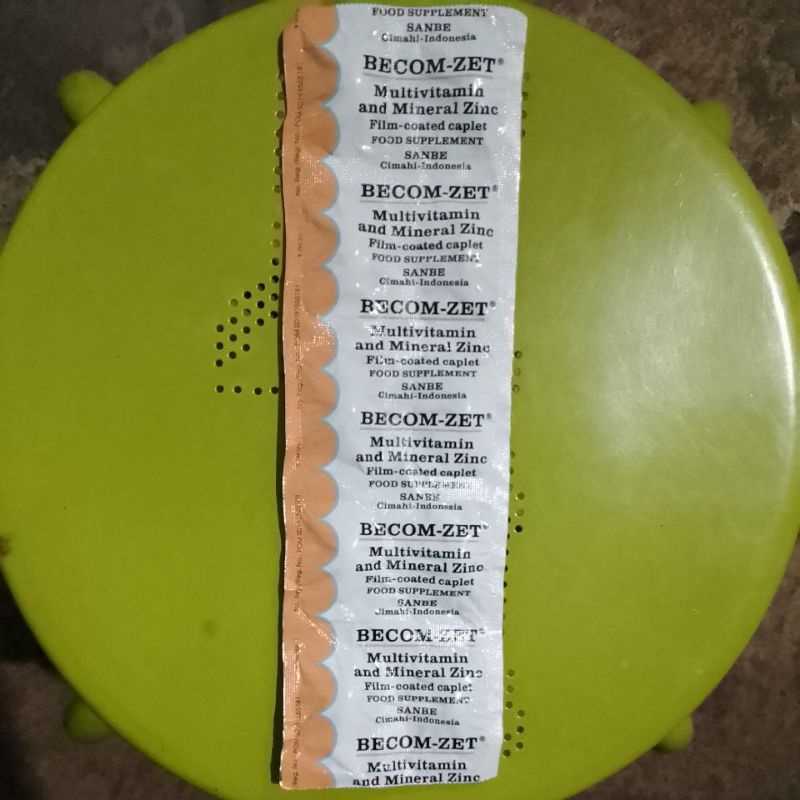 FOOD SUPPLEMENT
SANBE
Cimahi-Indonesia
BECOM-ZET®
Multivitamin
and Mineral Zinc
Film-coated caplet
FOOD SUPPLEMENT
SANBE
Cimahi-Indonesia
BECOM-ZET®
Multivitamin
and Mineral Zinc
Film-coated caplet
FOOD SUPPLEMENT
SANBE
Cimahi-Indonesia
BECOM-ZET®
Multivitamin
and Mineral Zinc
Film-coated caplet
FOOD SUPPLEMENT
SANBE
Cimahi-Indonesia
BECOM-ZET®
Multivitamin
and Mineral Zinc
Film-coated caplet
FOOD SUPPLEMENT
SANBE
Cimahi-Indonesia
BECOM-ZET®
Multivitamin
and Mineral Zinc
Film-coated caplet
FOOD SUPPLEMENT
SANBE
Cimahi-Indonesia
BECOM-ZET®
Multivitamin
and Mineral Zinc
Film-coated caplet
FOOD SUPPLEMENT
SANBE
Cimahi-Indonesia
BECOM-ZET®
Multivitamin
and Mineral Zinc